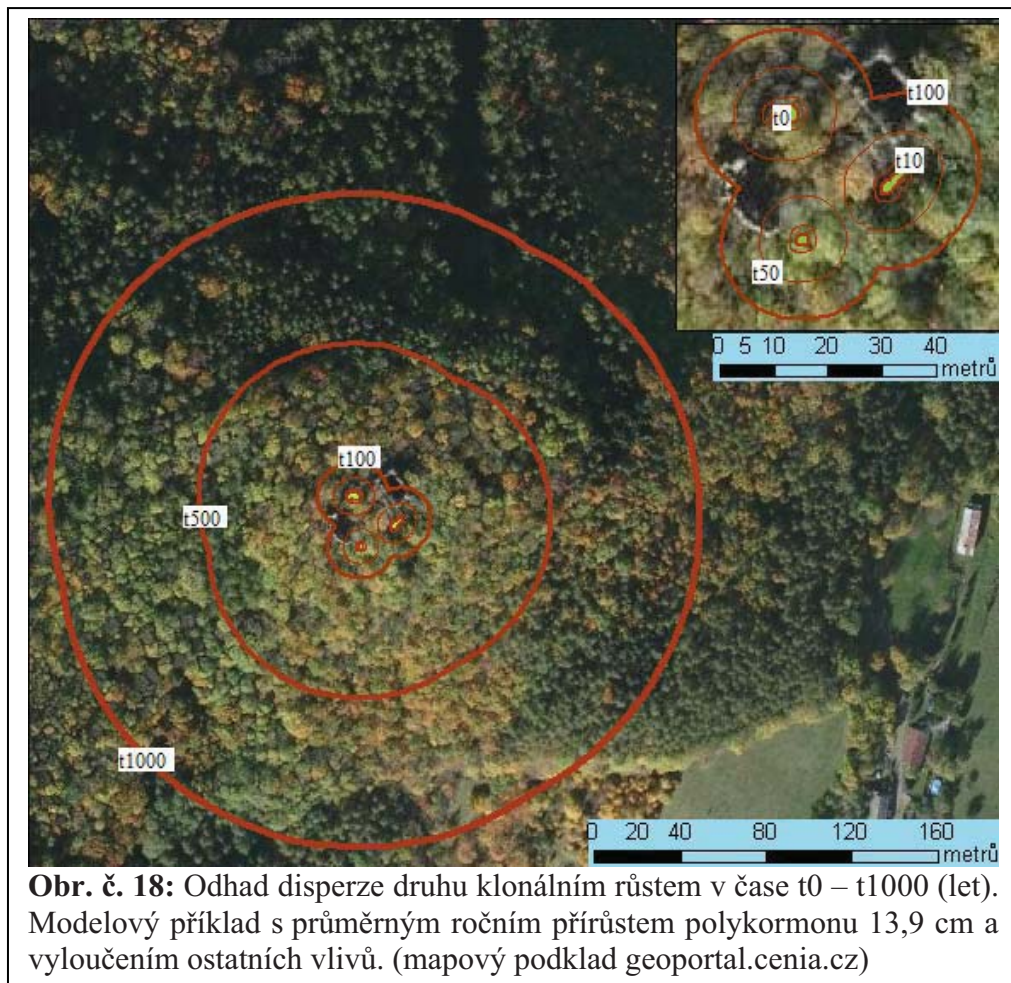 t100
t0
t10
t50
0 5 10 20 30 40
metrů
t100
t500
t1000
0 20 40 80 120 160
metrů
Obr. č. 18: Odhad disperze druhu klonálním růstem v čase t0 – t1000 (let).
Modelový příklad s průměrným ročním přírůstem polykormonu 13,9 cm a
vyloučením ostatních vlivů. (mapový podklad geoportal.cenia.cz)